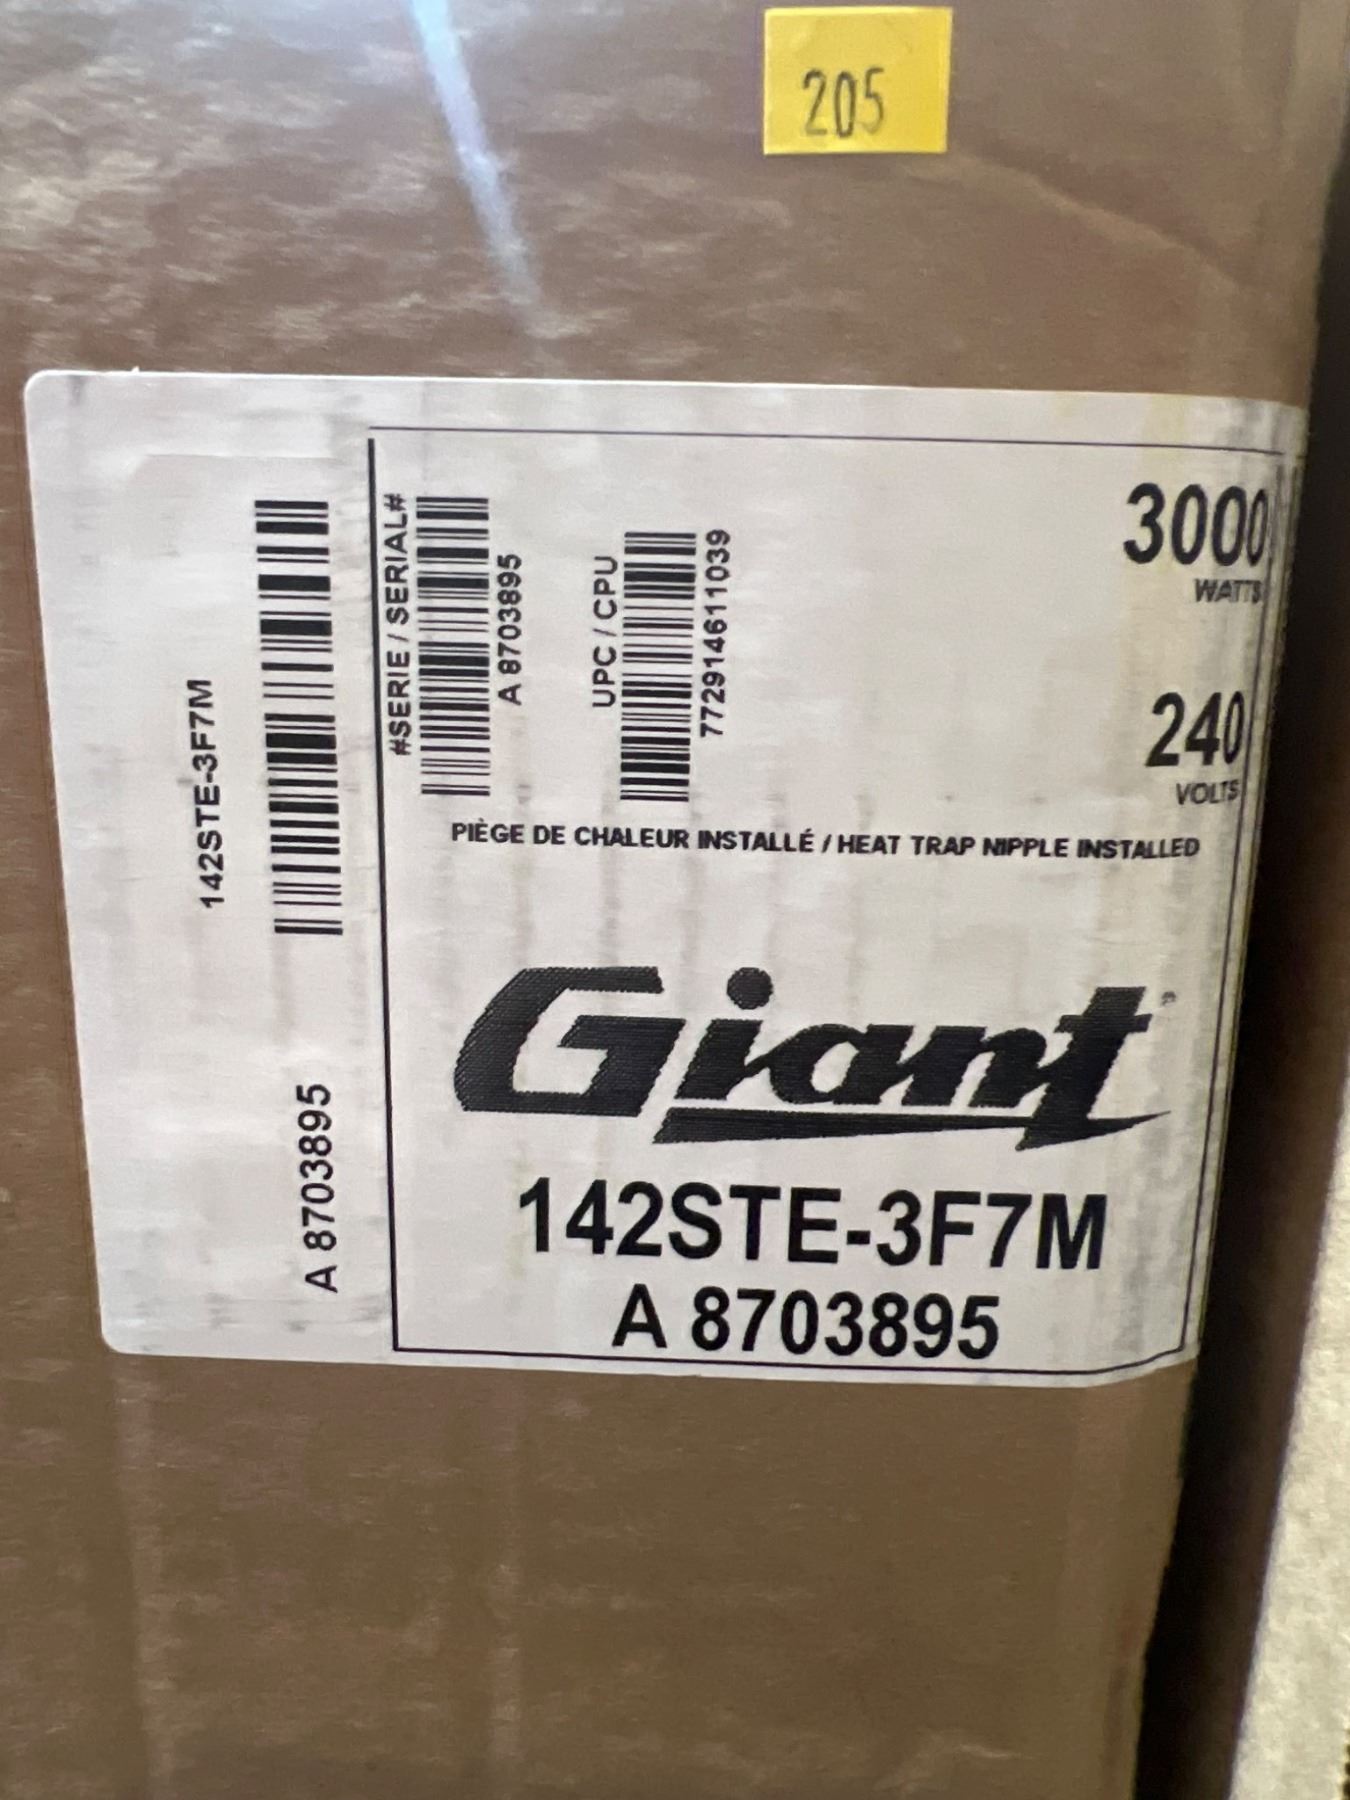 205
142STE-3F7M
A 8703895
#SERIE / SERIAL#
A 8703895
UPC / CPU
772914611039
3000
WATTS
240
VOLTS
PIÈGE DE CHALEUR INSTALLÉ / HEAT TRAP NIPPLE INSTALLED
Giant
142STE-3F7M
A 8703895